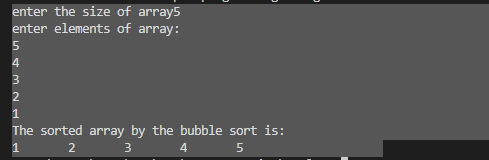 enter the size of array5
enter elements of array:
5
4
3
2
1
The sorted array by the bubble sort is:
1 2 3 4 5